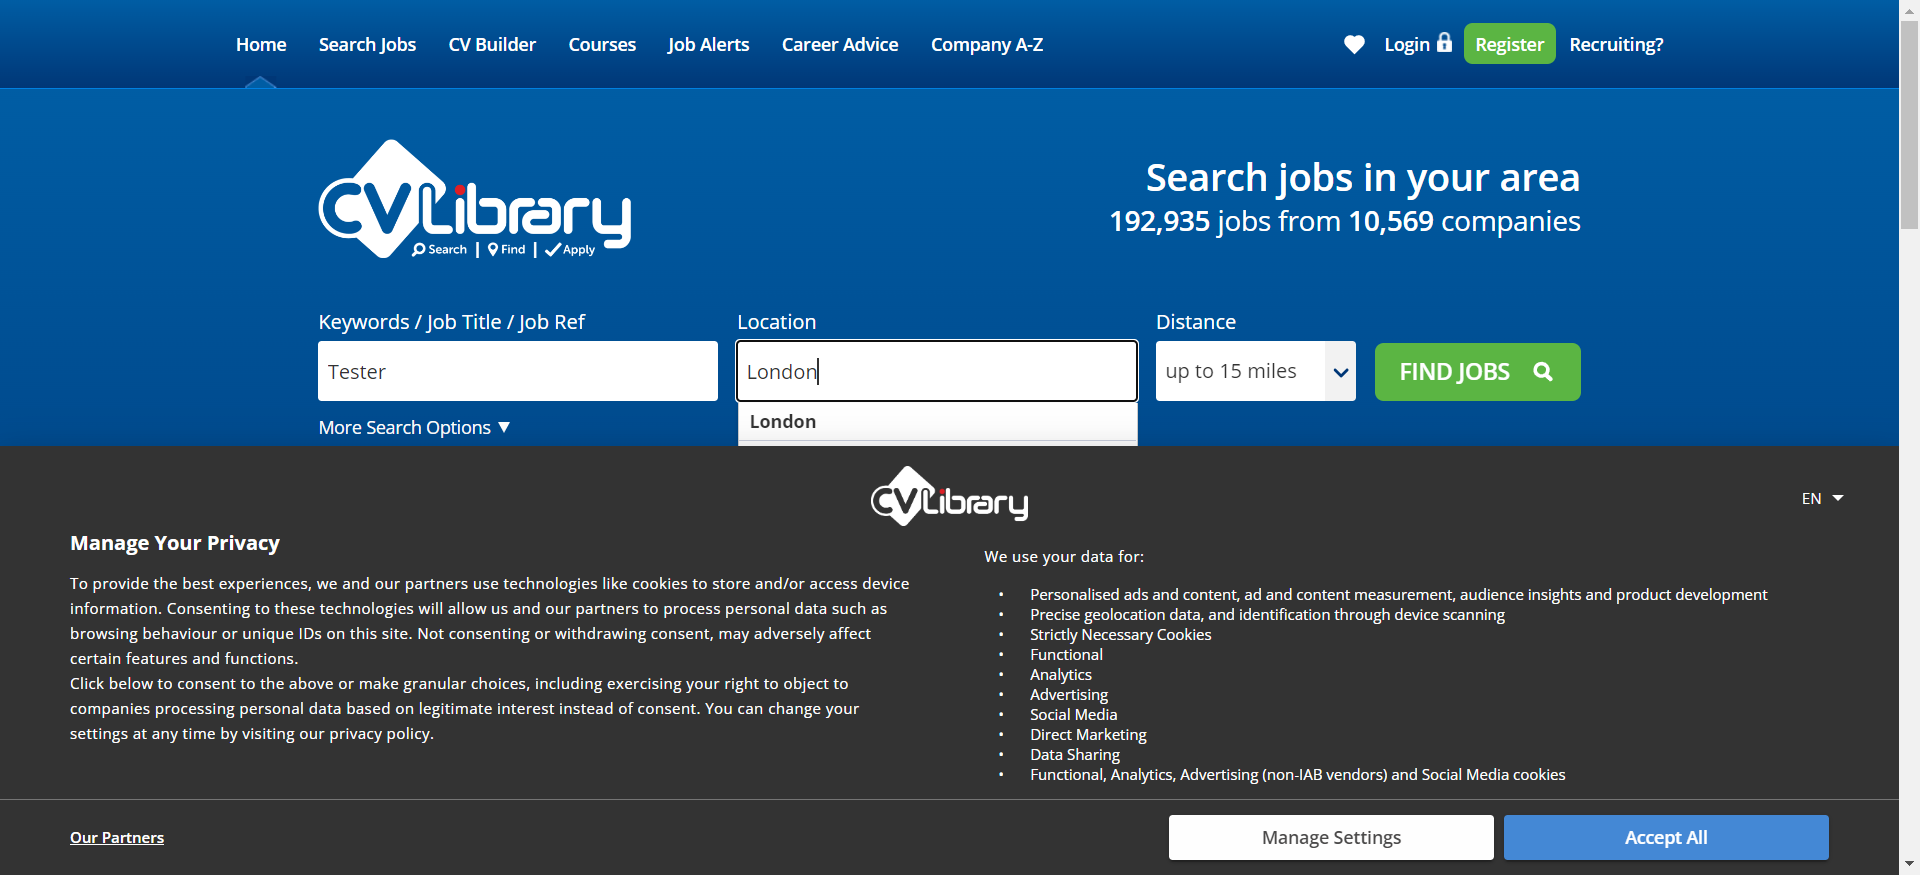 Home Search Jobs CV Builder Courses Job Alerts Career Advice Company A-Z Login Register Recruiting?
CVLibrary
Search | Find | Apply
Search jobs in your area
192,935 jobs from 10,569 companies
Keywords / Job Title / Job Ref Location Distance
Tester London up to 15 miles FIND JOBS
London
More Search Options ▼
CVLibrary
EN
Manage Your Privacy
To provide the best experiences, we and our partners use technologies like cookies to store and/or access device
information. Consenting to these technologies will allow us and our partners to process personal data such as
browsing behaviour or unique IDs on this site. Not consenting or withdrawing consent, may adversely affect
certain features and functions.
Click below to consent to the above or make granular choices, including exercising your right to object to
companies processing personal data based on legitimate interest instead of consent. You can change your
settings at any time by visiting our privacy policy.
We use your data for:
• Personalised ads and content, ad and content measurement, audience insights and product development
• Precise geolocation data, and identification through device scanning
• Strictly Necessary Cookies
• Functional
• Analytics
• Advertising
• Social Media
• Direct Marketing
• Data Sharing
• Functional, Analytics, Advertising (non-IAB vendors) and Social Media cookies
Our Partners Manage Settings Accept All